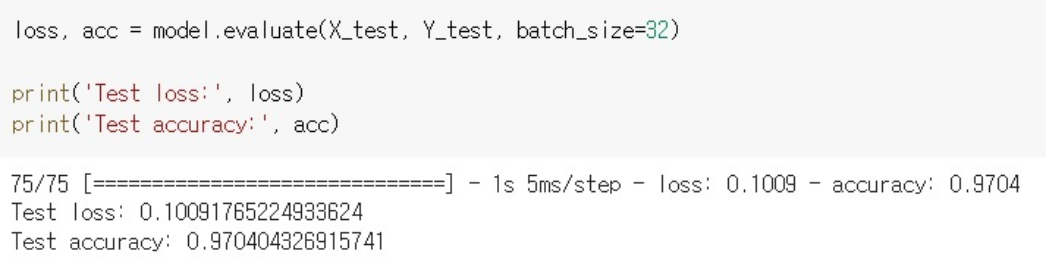 loss, acc = model.evaluate(X_test, Y_test, batch_size=32)
print('Test loss:', loss)
print('Test accuracy:', acc)
75/75 [==============================] - 1s 5ms/step - loss: 0.1009 - accuracy: 0.9704
Test loss: 0.10091765224933624
Test accuracy: 0.970404326915741